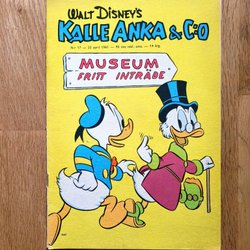 WALT DISNEY'S
KALLE ANKA & C:O
MUSEUM
FRITT INTRÄDE